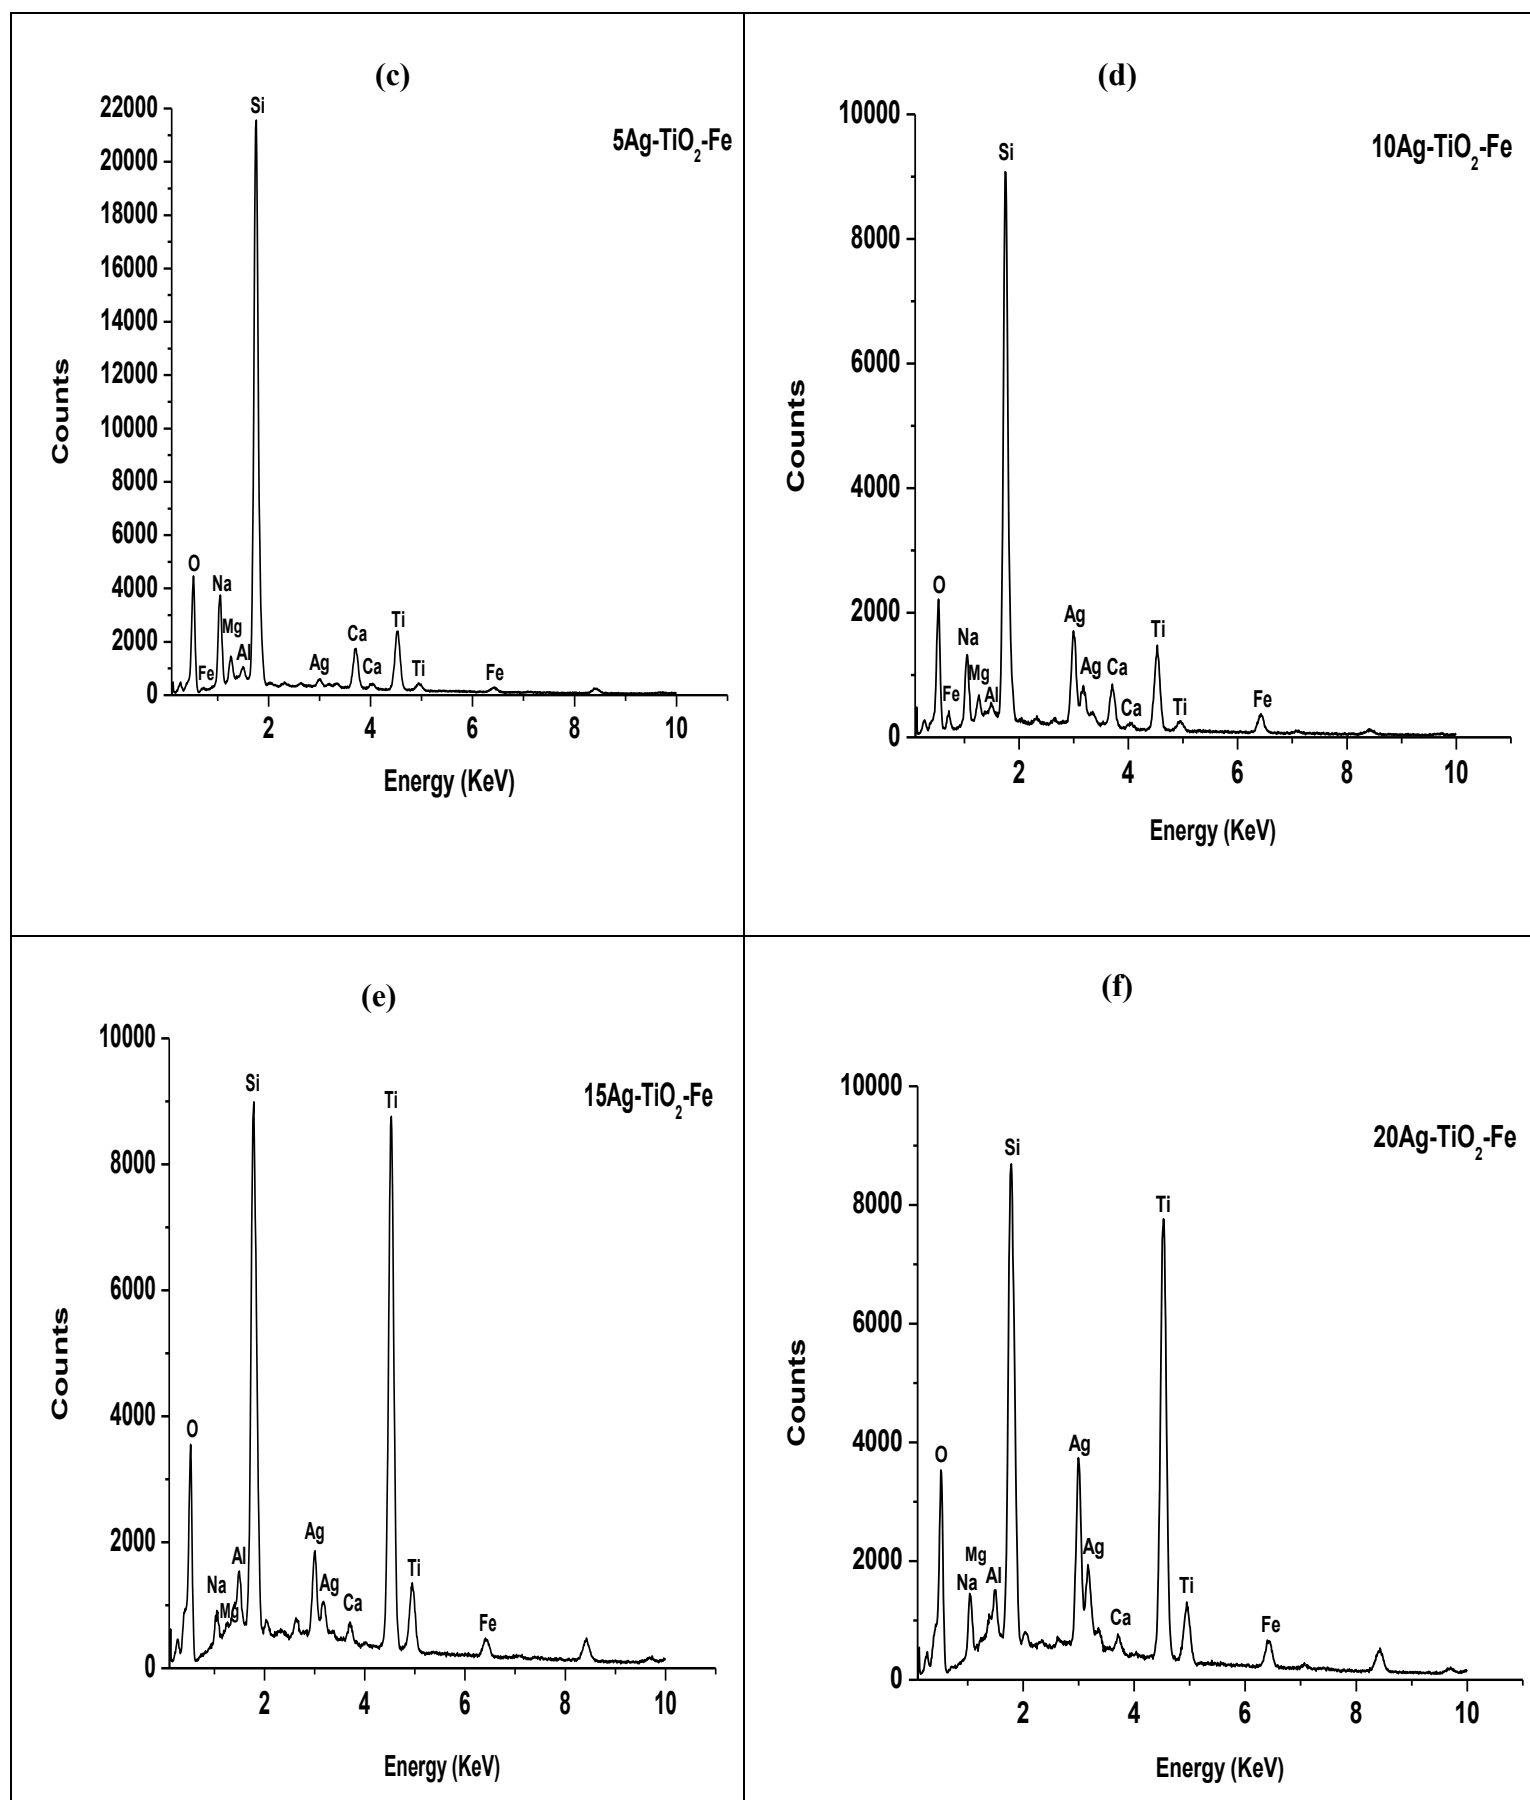 (c)
5Ag-TiO2-Fe
22000
20000
18000
16000
14000
12000
10000
8000
6000
4000
2000
0
Counts
Si
O
Na
Mg
Al
Fe
Ag
Ca
Ca
Ti
Ti
Fe
2 4 6 8 10
Energy (KeV)
(d)
10Ag-TiO2-Fe
10000
8000
6000
4000
2000
0
Counts
Si
O
Fe
Na
Mg
Al
Ag
Ag
Ca
Ca
Ti
Ti
Fe
2 4 6 8 10
Energy (KeV)
(e)
15Ag-TiO2-Fe
10000
8000
6000
4000
2000
0
Counts
Si
Ti
O
Na
Mg
Al
Ag
Ag
Ca
Ti
Fe
2 4 6 8 10
Energy (KeV)
(f)
20Ag-TiO2-Fe
10000
8000
6000
4000
2000
0
Counts
Si
Ti
O
Na
Mg
Al
Ag
Ag
Ca
Ti
Fe
2 4 6 8 10
Energy (KeV)